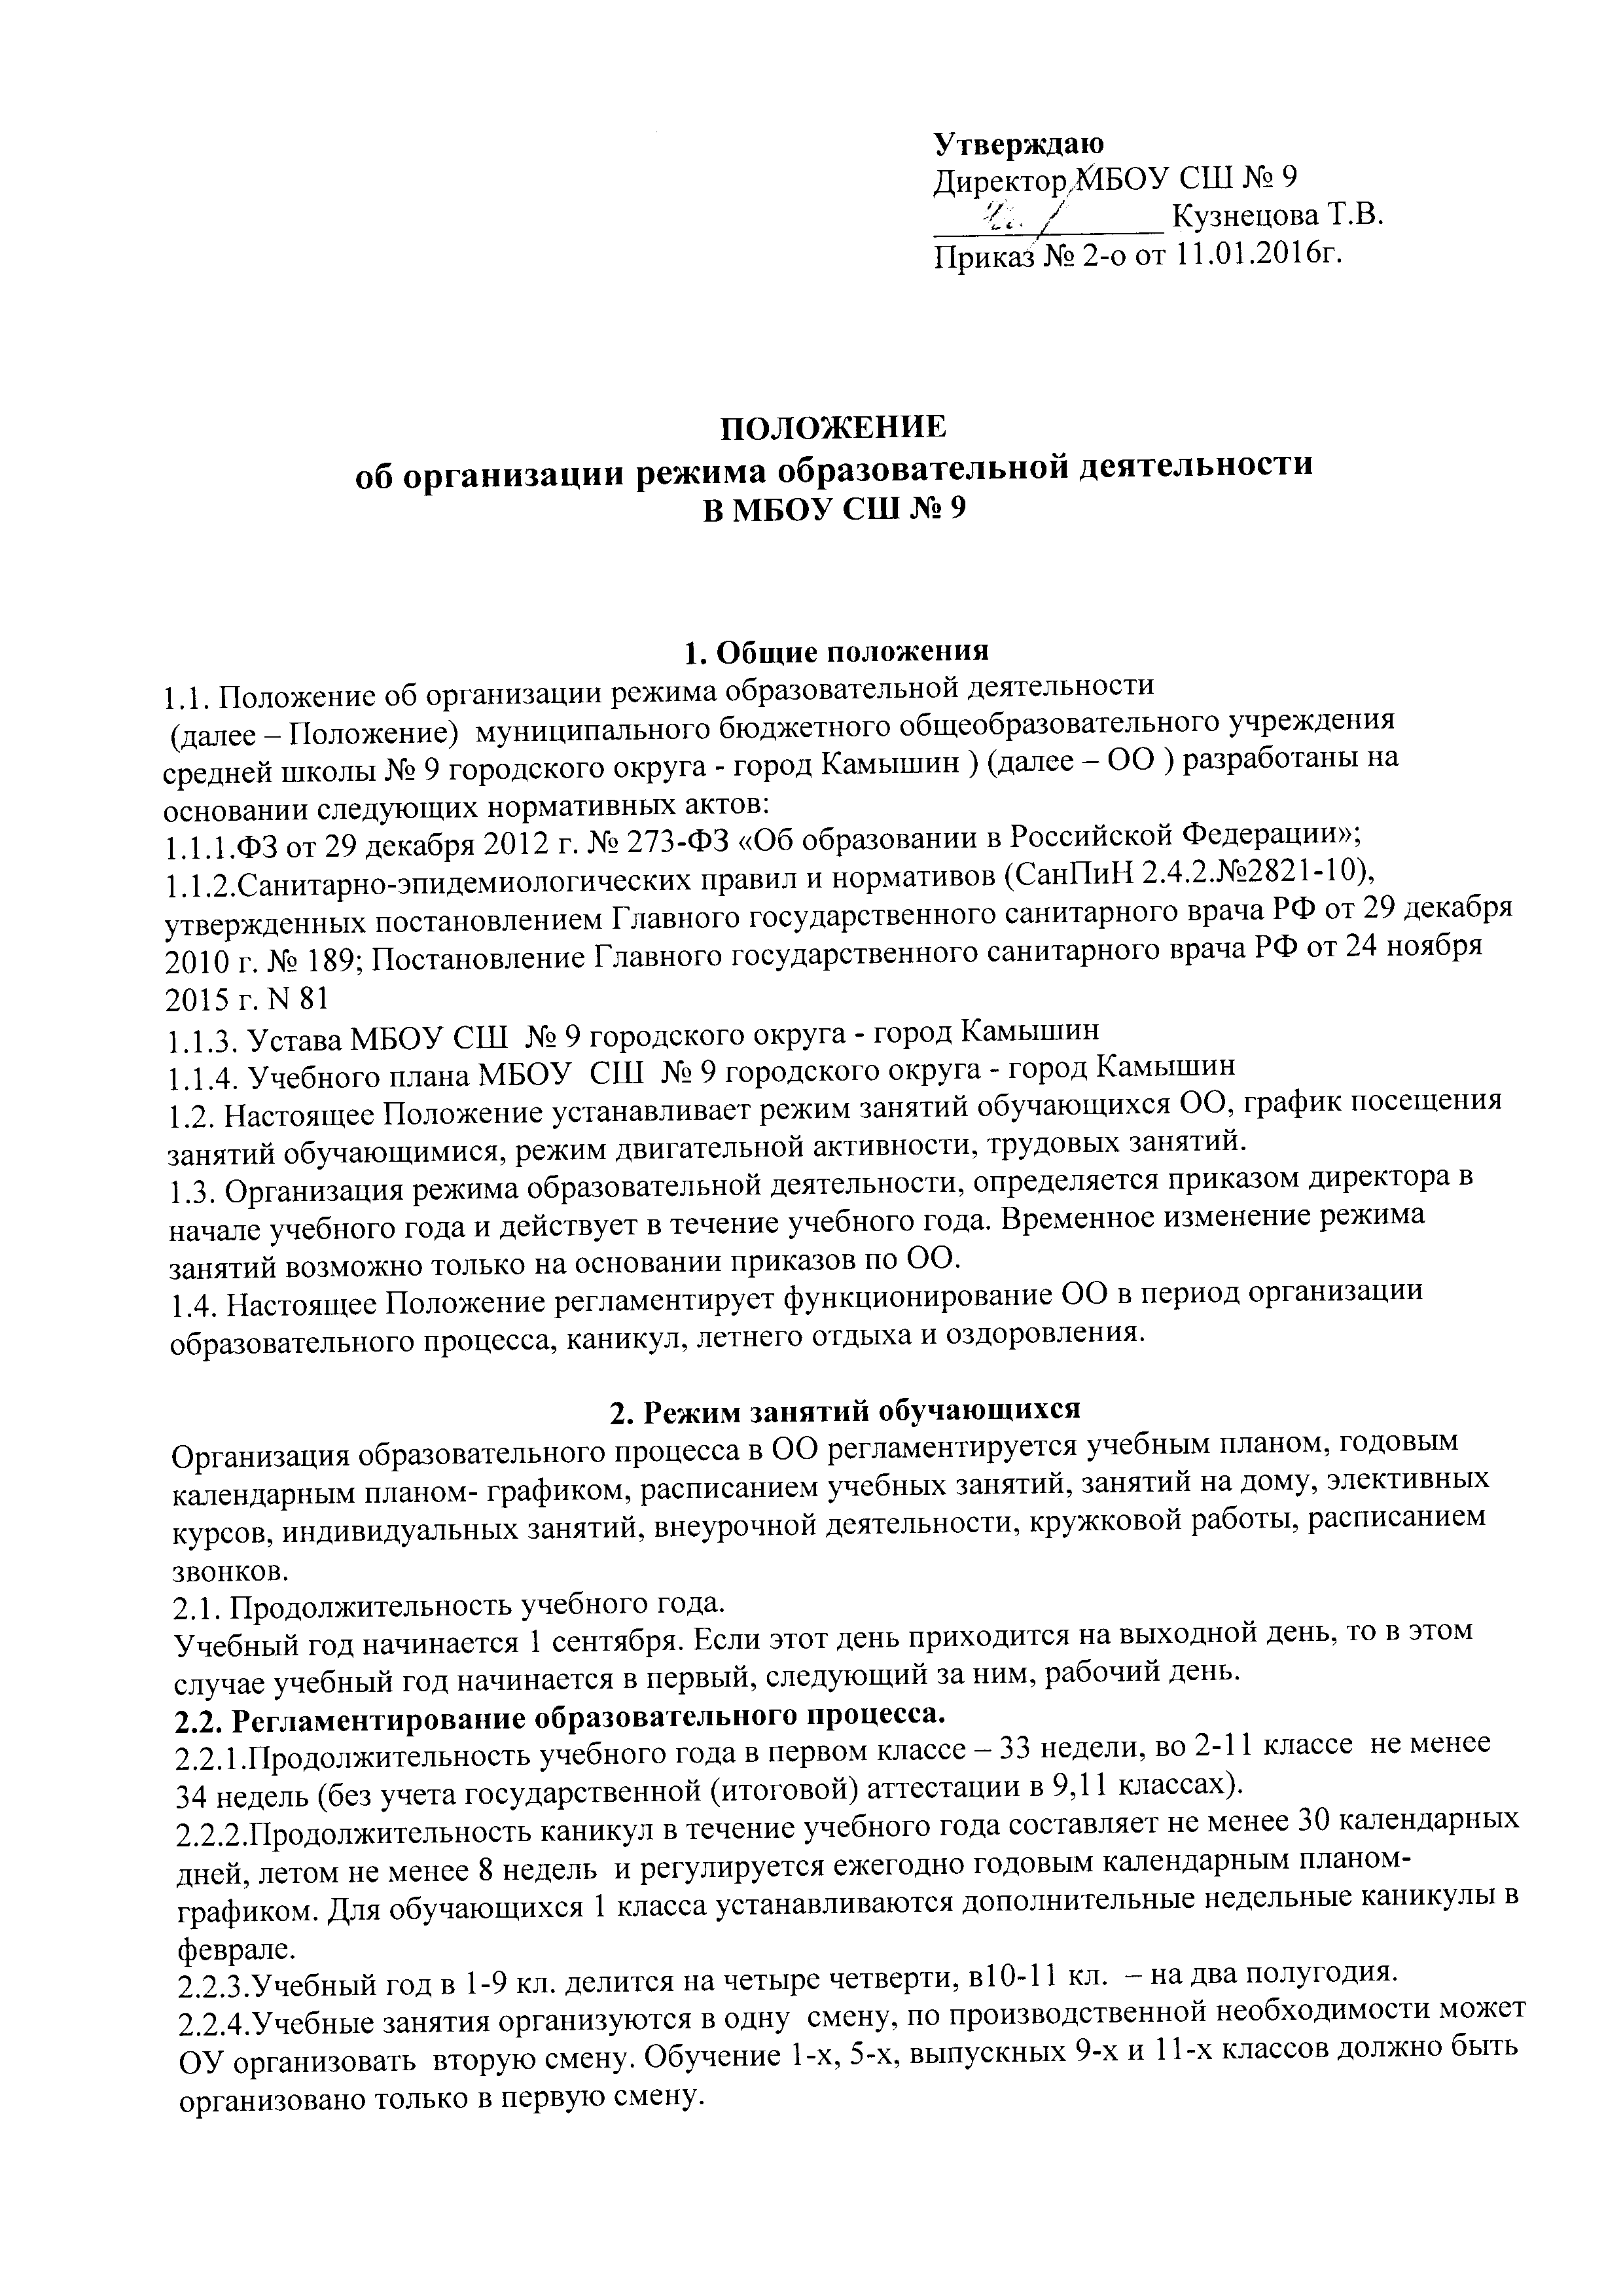 Утверждаю
Директор МБОУ СШ № 9
Кузнецова Т.В.
Приказ № 2-о от 11.01.2016г.
ПОЛОЖЕНИЕ
об организации режима образовательной деятельности
В МБОУ СШ № 9
1. Общие положения
1.1. Положение об организации режима образовательной деятельности
(далее – Положение)  муниципального бюджетного общеобразовательного учреждения
средней школы № 9 городского округа - город Камышин ) (далее – ОО ) разработаны на
основании следующих нормативных актов:
1.1.1.ФЗ от 29 декабря 2012 г. № 273-ФЗ «Об образовании в Российской Федерации»;
1.1.2.Санитарно-эпидемиологических правил и нормативов (СанПиН 2.4.2.№2821-10),
утвержденных постановлением Главного государственного санитарного врача РФ от 29 декабря
2010 г. № 189; Постановление Главного государственного санитарного врача РФ от 24 ноября
2015 г. N 81
1.1.3. Устава МБОУ СШ  № 9 городского округа - город Камышин
1.1.4. Учебного плана МБОУ  СШ  № 9 городского округа - город Камышин
1.2. Настоящее Положение устанавливает режим занятий обучающихся ОО, график посещения
занятий обучающимися, режим двигательной активности, трудовых занятий.
1.3. Организация режима образовательной деятельности, определяется приказом директора в
начале учебного года и действует в течение учебного года. Временное изменение режима
занятий возможно только на основании приказов по ОО.
1.4. Настоящее Положение регламентирует функционирование ОО в период организации
образовательного процесса, каникул, летнего отдыха и оздоровления.
2. Режим занятий обучающихся
Организация образовательного процесса в ОО регламентируется учебным планом, годовым
календарным планом- графиком, расписанием учебных занятий, занятий на дому, элективных
курсов, индивидуальных занятий, внеурочной деятельности, кружковой работы, расписанием
звонков.
2.1. Продолжительность учебного года.
Учебный год начинается 1 сентября. Если этот день приходится на выходной день, то в этом
случае учебный год начинается в первый, следующий за ним, рабочий день.
2.2. Регламентирование образовательного процесса.
2.2.1.Продолжительность учебного года в первом классе – 33 недели, во 2-11 классе  не менее
34 недель (без учета государственной (итоговой) аттестации в 9,11 классах).
2.2.2.Продолжительность каникул в течение учебного года составляет не менее 30 календарных
дней, летом не менее 8 недель  и регулируется ежегодно годовым календарным планом-
графиком. Для обучающихся 1 класса устанавливаются дополнительные недельные каникулы в
феврале.
2.2.3.Учебный год в 1-9 кл. делится на четыре четверти, в10-11 кл.  – на два полугодия.
2.2.4.Учебные занятия организуются в одну  смену, по производственной необходимости может
ОУ организовать  вторую смену. Обучение 1-х, 5-х, выпускных 9-х и 11-х классов должно быть
организовано только в первую смену.